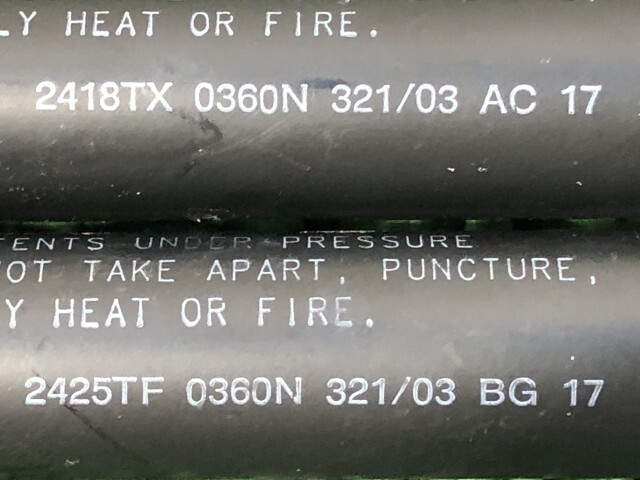 LY HEAT OR FIRE.
2418TX 0360N 321/03 AC 17
TENTS UNDER PRESSURE
OT TAKE APART, PUNCTURE,
Y HEAT OR FIRE.
2425TF 0360N 321/03 BG 17